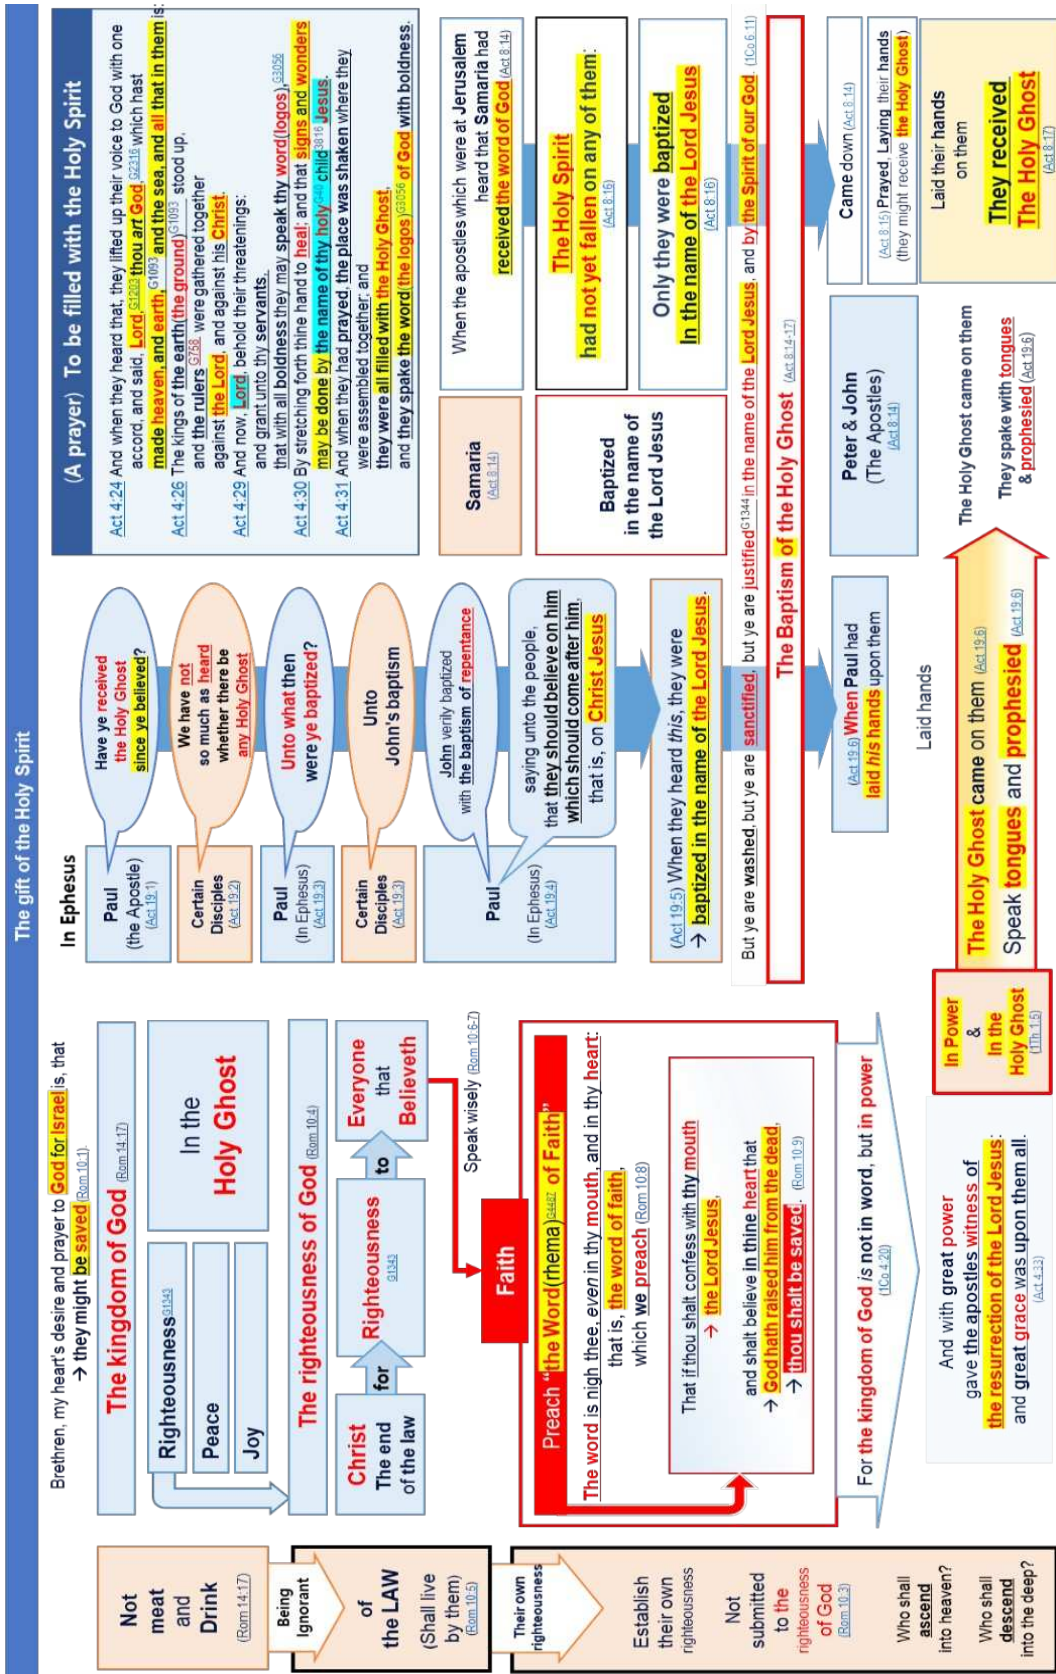 The gift of the Holy Spirit
Not
meat
and
Drink
(Rom 14:17)
Being
Ignorant
of
the LAW
(Shall live
by them)
(Rom 10:5)
Their own
righteousness
Establish
their own
righteousness
Not
submitted
to the
righteousness
of God
(Rom 10:3)
Who shall
ascend
into heaven?
Who shall
descend
into the deep?
Brethren, my heart's desire and prayer to God for Israel is, that
→ they might be saved (Rom 10:1).
The kingdom of God (Rom 14:17)
Righteousness G1343
Peace
Joy
In the
Holy Ghost
The righteousness of God (Rom 10:4)
Christ
The end
of the law
for
Righteousness
G1343
to
Everyone
that
Believeth
Speak wisely (Rom 10:6-7)
Faith
Preach “the Word(rhema)G4487 of Faith”
The word is nigh thee, even in thy mouth, and in thy heart:
that is, the word of faith,
which we preach (Rom 10:8)
That if thou shalt confess with thy mouth
→ the Lord Jesus,
and shalt believe in thine heart that
→ God hath raised him from the dead,
→ thou shalt be saved. (Rom 10:9)
For the kingdom of God is not in word, but in power
(1Co 4:20)
And with great power
gave the apostles witness of
the resurrection of the Lord Jesus:
and great grace was upon them all.
(Act 4:33)
In Power
&
In the
Holy Ghost
(1Th 1:5)
In Ephesus
Paul
(the Apostle)
(Act 19:1)
Have ye received
the Holy Ghost
since ye believed?
Certain
Disciples
(Act 19:2)
We have not
so much as heard
whether there be
any Holy Ghost
Paul
(In Ephesus)
(Act 19:3)
Unto what then
were ye baptized?
Certain
Disciples
(Act 19:3)
Unto
John's baptism
Paul
(In Ephesus)
(Act 19:4)
John verily baptized
with the baptism of repentance
saying unto the people,
that they should believe on him
which should come after him,
that is, on Christ Jesus
(Act 19:5) When they heard this, they were
→ baptized in the name of the Lord Jesus.
But ye are washed, but ye are sanctified, but ye are justifiedG1344 in the name of the Lord Jesus, and by the Spirit of our God. (1Co 6:11)
The Baptism of the Holy Ghost (Act 8:14-17)
(Act 19:6) When Paul had
laid his hands upon them
Laid hands
The Holy Ghost came on them (Act 19:6)
Speak tongues and prophesied (Act 19:6)
(A prayer) To be filled with the Holy Spirit
Act 4:24 And when they heard that, they lifted up their voice to God with one
accord, and said, Lord,G1203 thou art God,G2316 which hast
made heaven, and earth,G1093 and the sea, and all that in them is:
Act 4:26 The kings of the earth(the ground)G1093, stood up,
and the rulers G758 were gathered together
against the Lord, and against his Christ.
Act 4:29 And now, Lord, behold their threatenings:
and grant unto thy servants,
that with all boldness they may speak thy word(logos),G3056
Act 4:30 By stretching forth thine hand to heal; and that signs and wonders
may be done by the name of thy holyG40 child3816 Jesus.
Act 4:31 And when they had prayed, the place was shaken where they
were assembled together; and
they were all filled with the Holy Ghost,
and they spake the word(the logos)G3056 of God with boldness.
Samaria
(Act 8:14)
When the apostles which were at Jerusalem
heard that Samaria had
received the word of God (Act 8:14)
Baptized
in the name of
the Lord Jesus
The Holy Spirit
had not yet fallen on any of them:
(Act 8:16)
Only they were baptized
In the name of the Lord Jesus
(Act 8:16)
Peter & John
(The Apostles)
(Act 8:14)
Came down (Act 8:14)
(Act 8:15) Prayed, Laying their hands
(they might receive the Holy Ghost)
Laid their hands
on them
They received
The Holy Ghost
(Act 8:17)
The Holy Ghost came on them
They spake with tongues
& prophesied (Act 19:6)